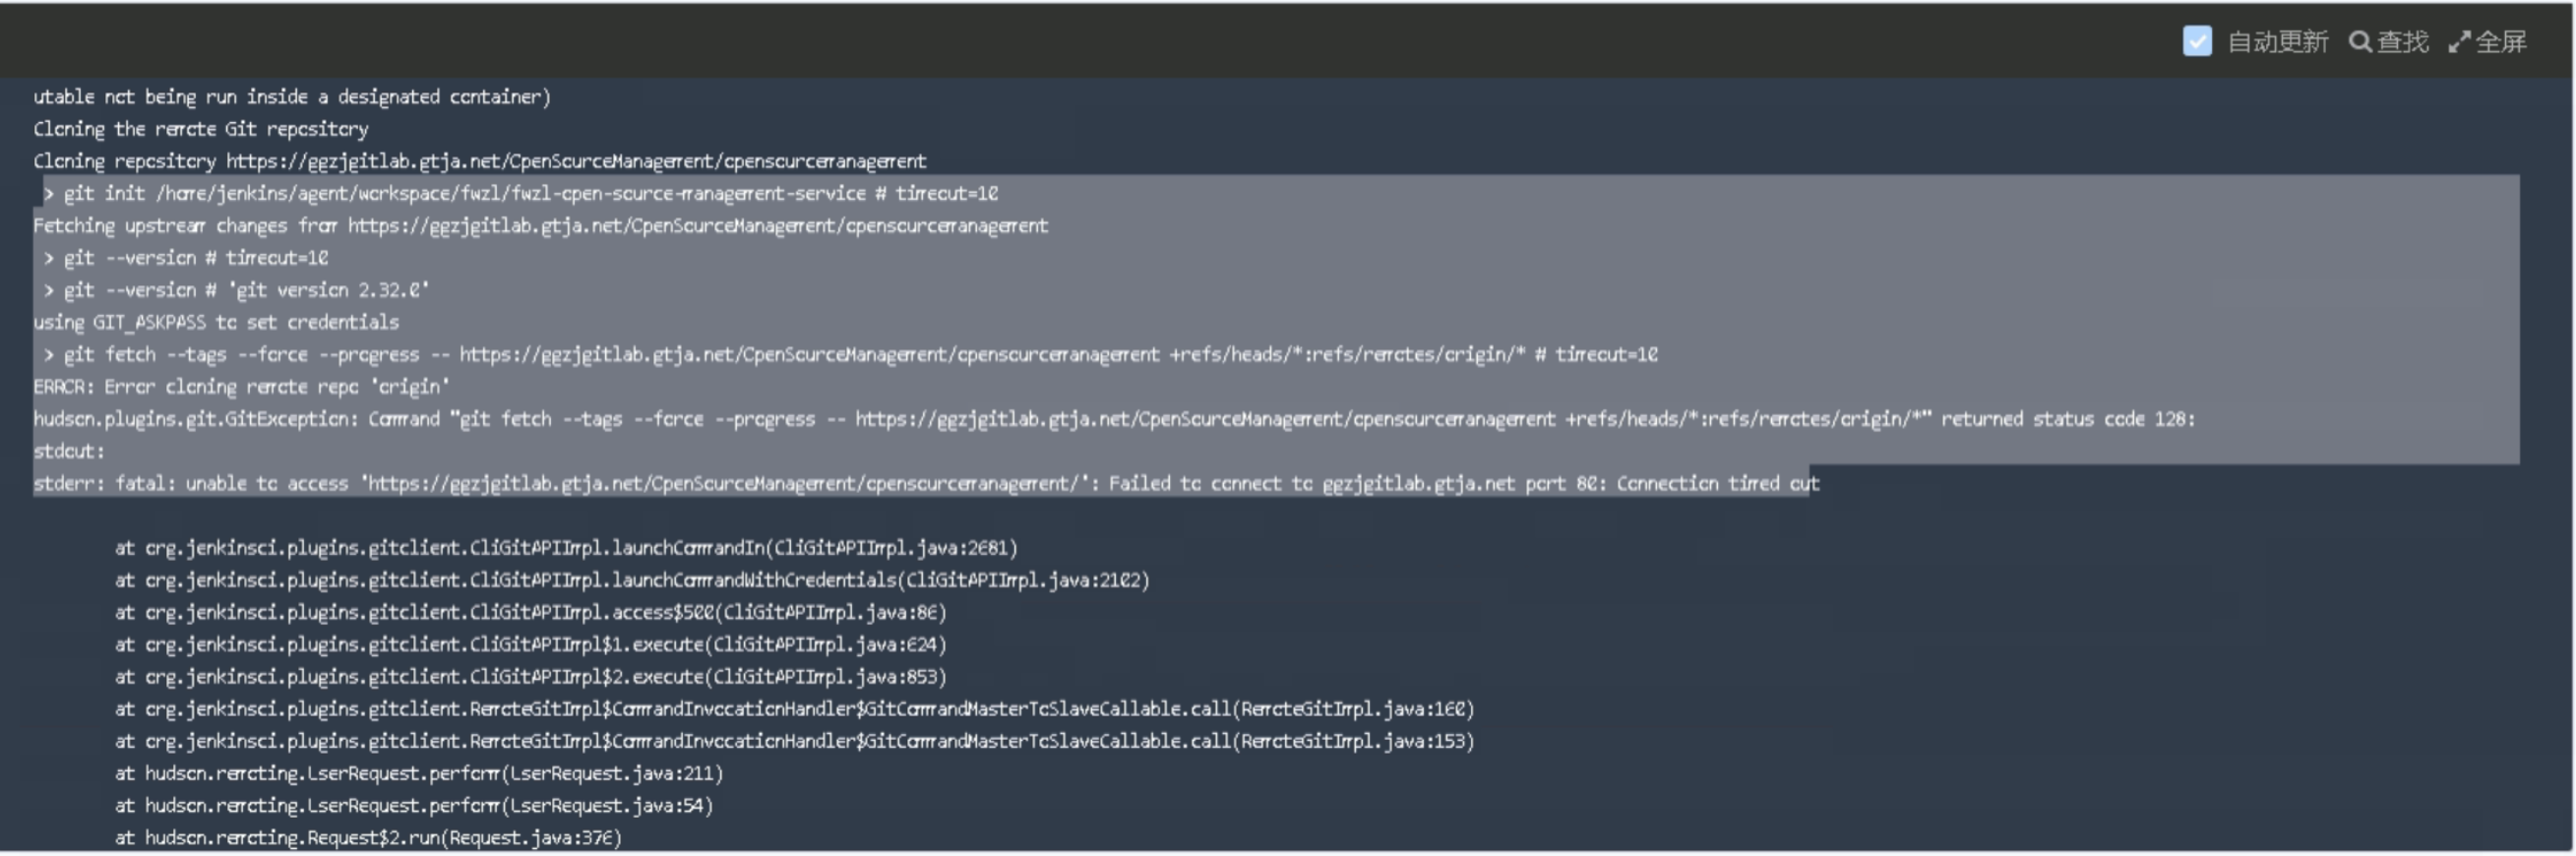 自动更新 查找 全屏
utable not being run inside a designated container)
Cloning the remote Git repository
Cloning repository https://ggzjgitlab.gtja.net/OpenSourceManagement/opensourcemanagement
> git init /home/jenkins/agent/workspace/fwzl/fwzl-open-source-management-service # timeout=10
Fetching upstream changes from https://ggzjgitlab.gtja.net/OpenSourceManagement/opensourcemanagement
> git --version # timeout=10
> git --version # 'git version 2.32.0'
using GIT_ASKPASS to set credentials
> git fetch --tags --force --progress -- https://ggzjgitlab.gtja.net/OpenSourceManagement/opensourcemanagement +refs/heads/*:refs/remotes/origin/* # timeout=10
ERROR: Error cloning remote repo 'origin'
hudson.plugins.git.GitException: Command "git fetch --tags --force --progress -- https://ggzjgitlab.gtja.net/OpenSourceManagement/opensourcemanagement +refs/heads/*:refs/remotes/origin/*" returned status code 128:
stdout:
stderr: fatal: unable to access 'https://ggzjgitlab.gtja.net/OpenSourceManagement/opensourcemanagement/': Failed to connect to ggzjgitlab.gtja.net port 80: Connection timed out
at org.jenkinsci.plugins.gitclient.CliGitAPIImpl.launchCommandIn(CliGitAPIImpl.java:2681)
at org.jenkinsci.plugins.gitclient.CliGitAPIImpl.launchCommandWithCredentials(CliGitAPIImpl.java:2102)
at org.jenkinsci.plugins.gitclient.CliGitAPIImpl.access$500(CliGitAPIImpl.java:86)
at org.jenkinsci.plugins.gitclient.CliGitAPIImpl$1.execute(CliGitAPIImpl.java:624)
at org.jenkinsci.plugins.gitclient.CliGitAPIImpl$2.execute(CliGitAPIImpl.java:853)
at org.jenkinsci.plugins.gitclient.RemoteGitImpl$CommandInvocationHandler$GitCommandMasterToSlaveCallable.call(RemoteGitImpl.java:160)
at org.jenkinsci.plugins.gitclient.RemoteGitImpl$CommandInvocationHandler$GitCommandMasterToSlaveCallable.call(RemoteGitImpl.java:153)
at hudson.remoting.UserRequest.perform(UserRequest.java:211)
at hudson.remoting.UserRequest.perform(UserRequest.java:54)
at hudson.remoting.Request$2.run(Request.java:376)